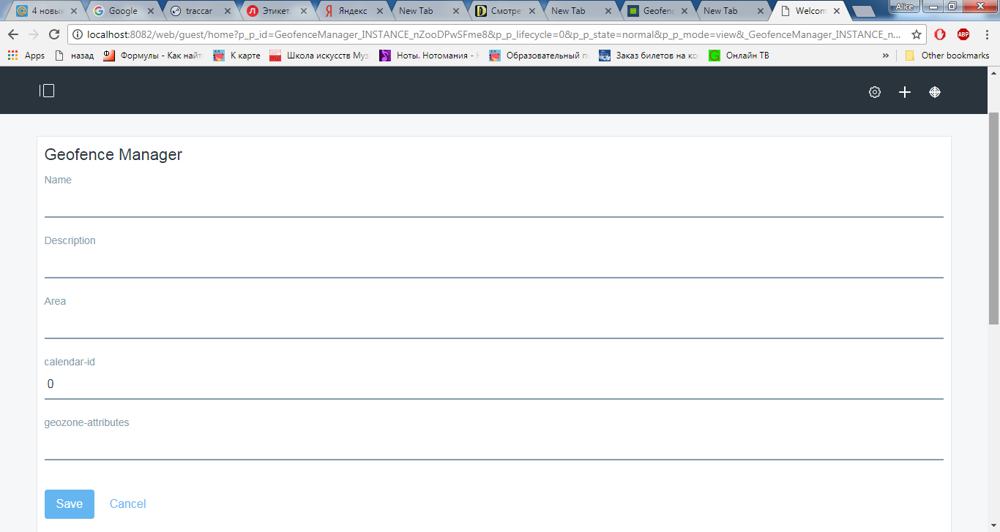 4 новых
Google
traccar
Этикет.
Яндекс
New Tab
Смотре
New Tab
Geofenc
New Tab
Welcom
Alice
localhost:8082/web/guest/home?p_p_id=GeofenceManager_INSTANCE_nZooDPwSFme8&p_p_lifecycle=0&p_p_state=normal&p_p_mode=view&_GeofenceManager_INSTANCE_n...
ABP
Apps
назад
Формулы - Как найт
К карте
Школа искусств Муз
Ноты. Нотомания -
Образовательный п
Заказ билетов на ко
Онлайн ТВ
»
Other bookmarks
Geofence Manager
Name
Description
Area
calendar-id
0
geozone-attributes
Save
Cancel